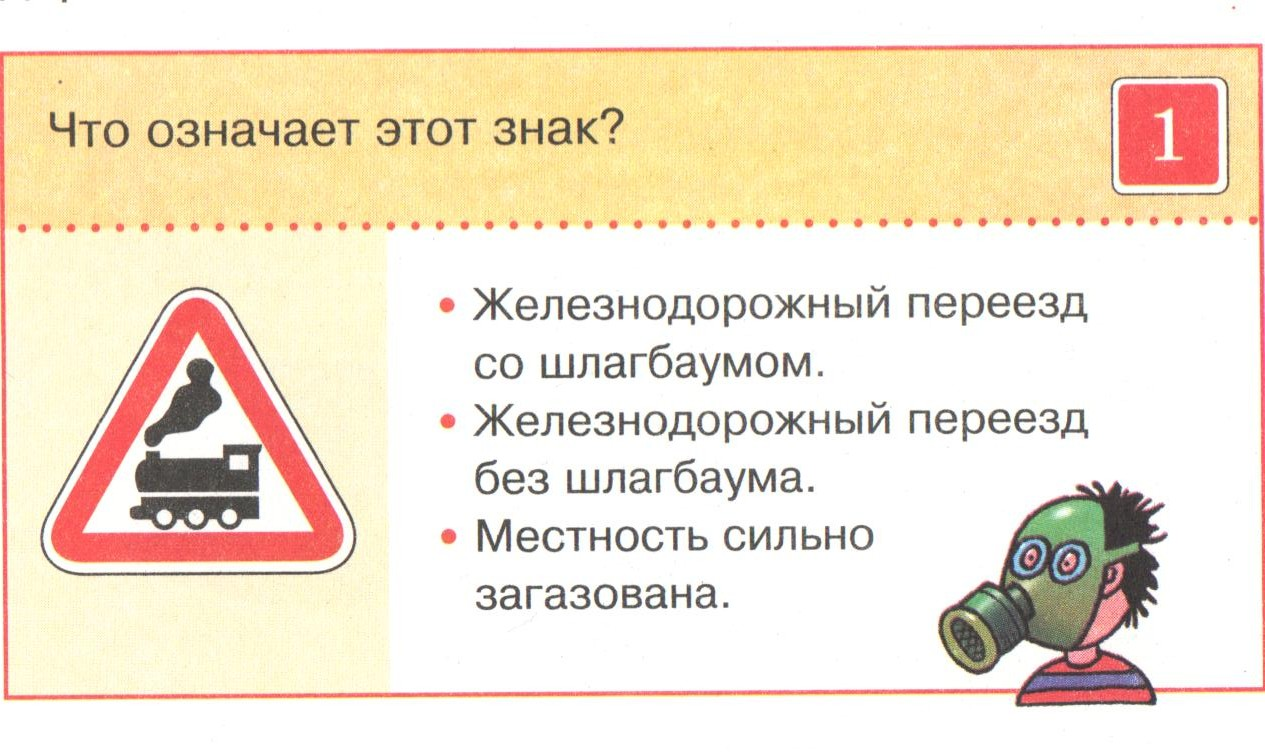 Что означает этот знак?
1
• Железнодорожный переезд
со шлагбаумом.
• Железнодорожный переезд
без шлагбаума.
• Местность сильно
загазована.